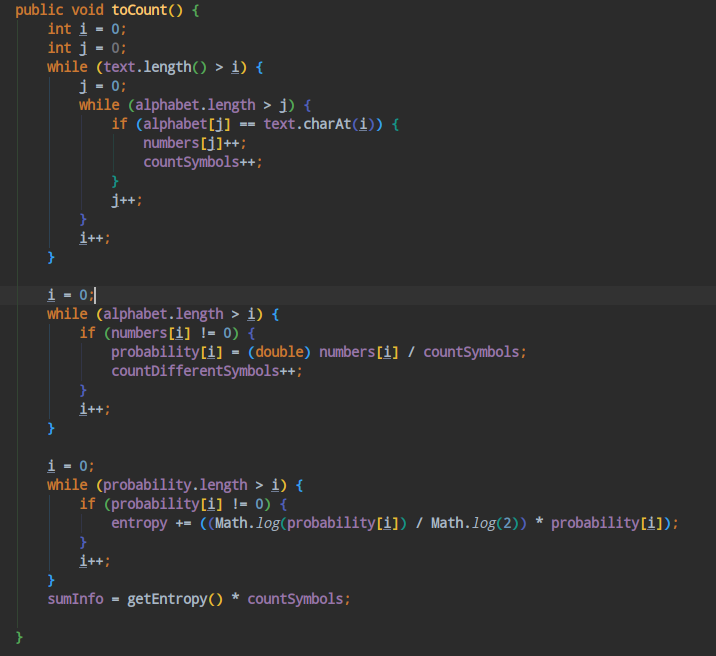 public void toCount() {
    int i = 0;
    int j = 0;
    while (text.length() > i) {
        j = 0;
        while (alphabet.length > j) {
            if (alphabet[j] == text.charAt(i)) {
                numbers[j]++;
                countSymbols++;
            }
            j++;
        }
        i++;
    }

    i = 0;
    while (alphabet.length > i) {
        if (numbers[i] != 0) {
            probability[i] = (double) numbers[i] / countSymbols;
            countDifferentSymbols++;
        }
        i++;
    }

    i = 0;
    while (probability.length > i) {
        if (probability[i] != 0) {
            entropy += ((Math.log(probability[i]) / Math.log(2)) * probability[i]);
        }
        i++;
    }
    sumInfo = getEntropy() * countSymbols;

}